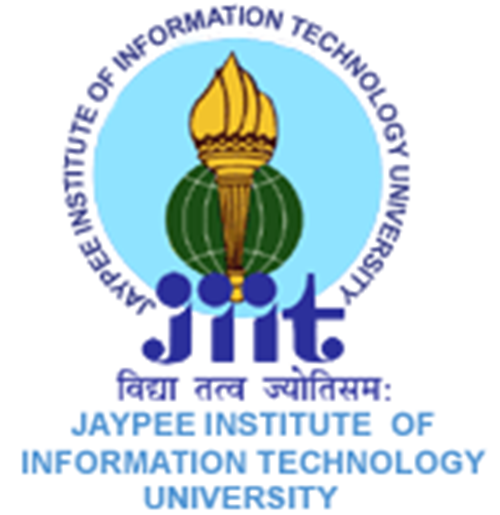 JAYPEE INSTITUTE OF INFORMATION TECHNOLOGY UNIVERSITY
jiit
विद्या तत्व ज्योतिसम:
JAYPEE INSTITUTE OF
INFORMATION TECHNOLOGY
UNIVERSITY